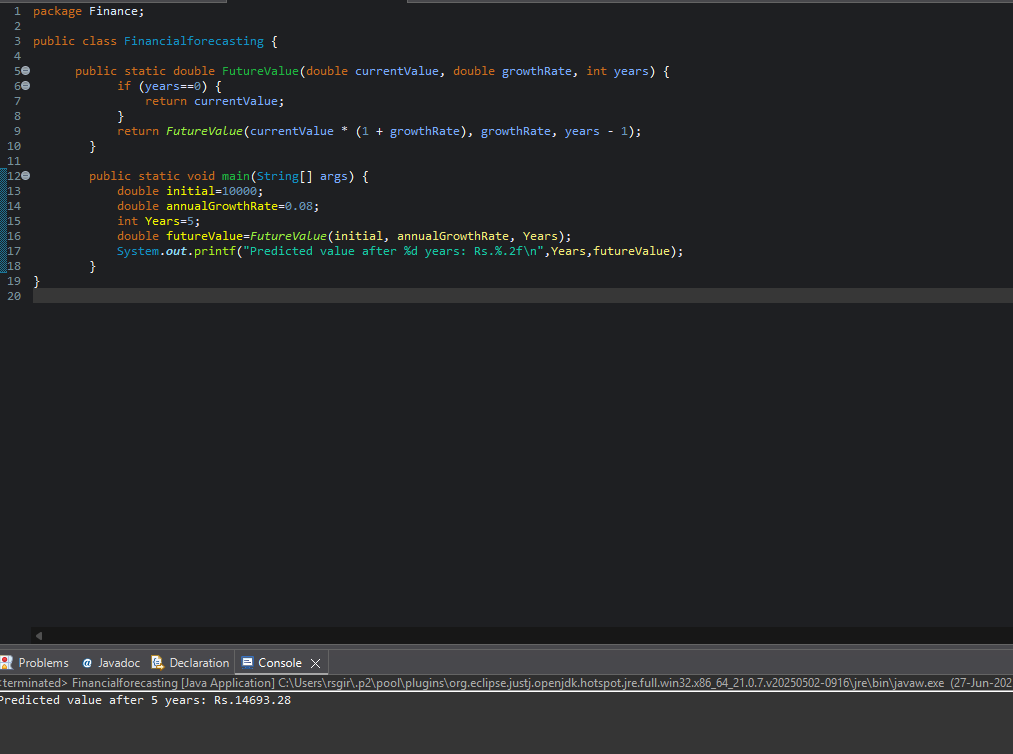 1 package Finance;
2
3 public class Financialforecasting {
4
5 public static double FutureValue(double currentValue, double growthRate, int years) {
6 if (years==0) {
7 return currentValue;
8 }
9 return FutureValue(currentValue * (1 + growthRate), growthRate, years - 1);
10 }
11
12 public static void main(String[] args) {
13 double initial=10000;
14 double annualGrowthRate=0.08;
15 int Years=5;
16 double futureValue=FutureValue(initial, annualGrowthRate, Years);
17 System.out.printf("Predicted value after %d years: Rs.%.2f\n",Years,futureValue);
18 }
19 }
20
Problems @ Javadoc Declaration Console
<terminated> Financialforecasting [Java Application] C:\Users\rsgir\.p2\pool\plugins\org.eclipse.justj.openjdk.hotspot.jre.full.win32.x86_64_21.0.7.v20250502-0916\jre\bin\javaw.exe (27-Jun-202
Predicted value after 5 years: Rs.14693.28